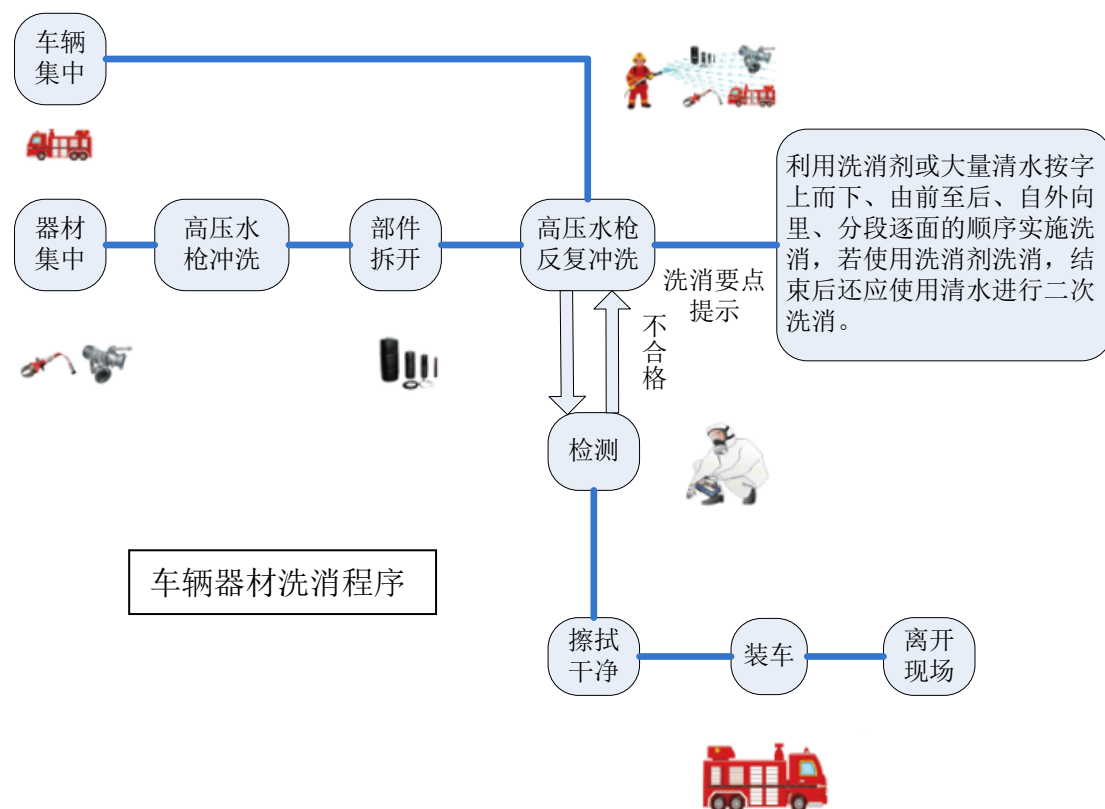 车辆
集中
器材
集中
高压水
枪冲洗
部件
拆开
高压水枪
反复冲洗
洗消要点
提示
利用洗消剂或大量清水按字
上而下、由前至后、自外向
里、分段逐面的顺序实施洗
消，若使用洗消剂洗消，结
束后还应使用清水进行二次
洗消。
不
合
格
检测
车辆器材洗消程序
擦拭
干净
装车
离开
现场